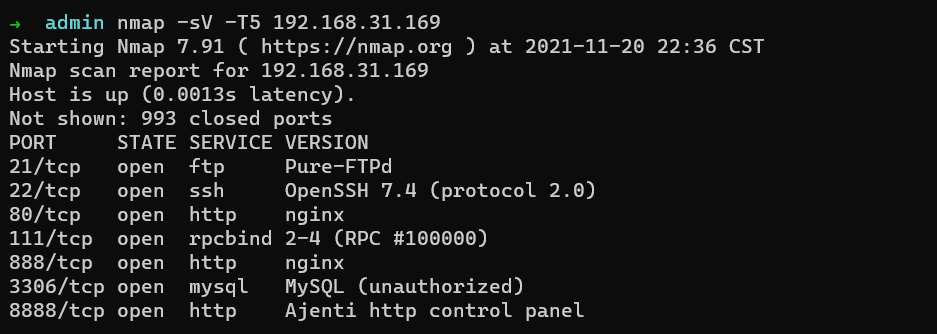 → admin nmap -sV -T5 192.168.31.169
Starting Nmap 7.91 ( https://nmap.org ) at 2021-11-20 22:36 CST
Nmap scan report for 192.168.31.169
Host is up (0.0013s latency).
Not shown: 993 closed ports
PORT     STATE SERVICE VERSION
21/tcp   open  ftp     Pure-FTPd
22/tcp   open  ssh     OpenSSH 7.4 (protocol 2.0)
80/tcp   open  http    nginx
111/tcp  open  rpcbind 2-4 (RPC #100000)
888/tcp  open  http    nginx
3306/tcp open  mysql   MySQL (unauthorized)
8888/tcp open  http    Ajenti http control panel